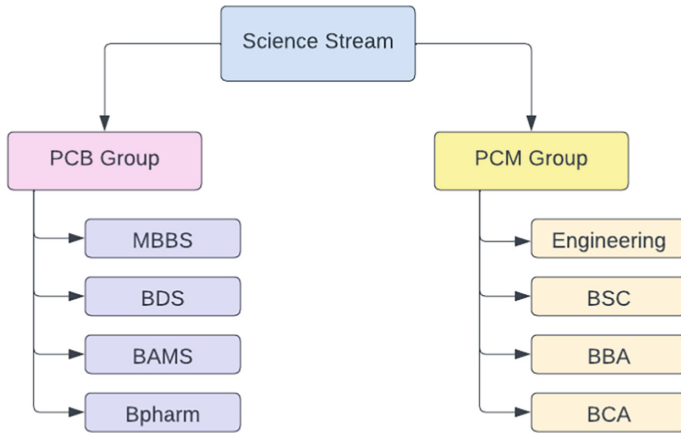 Science Stream
PCB Group
PCM Group
MBBS
Engineering
BDS
BSC
BAMS
BBA
Bpharm
BCA